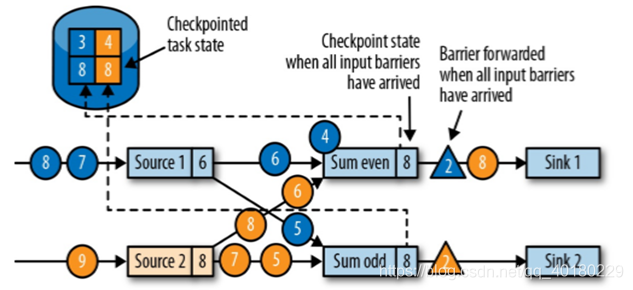 Checkpointed
task state
3 4
8 8
Checkpoint state
when all input barriers
have arrived
Barrier forwarded
when all input barriers
have arrived
4
8 7 Source 1 6 6 Sum even 8 2 8 Sink 1
6
8
5
9 Source 2 8 7 5 Sum odd 8 2 Sink 2
https://blog.csdn.net/qq_40180229